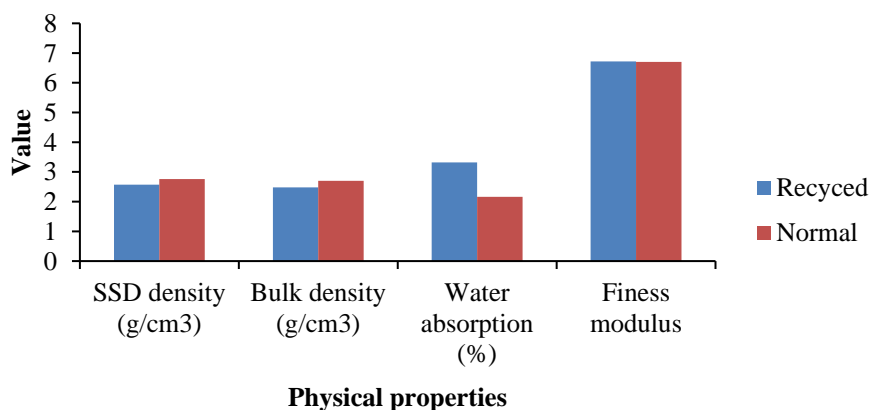 8
7
6
5
4
3
2
1
0
Value
SSD density
(g/cm3)
Bulk density
(g/cm3)
Water
absorption
(%)
Finess
modulus
Physical properties
Recyced
Normal